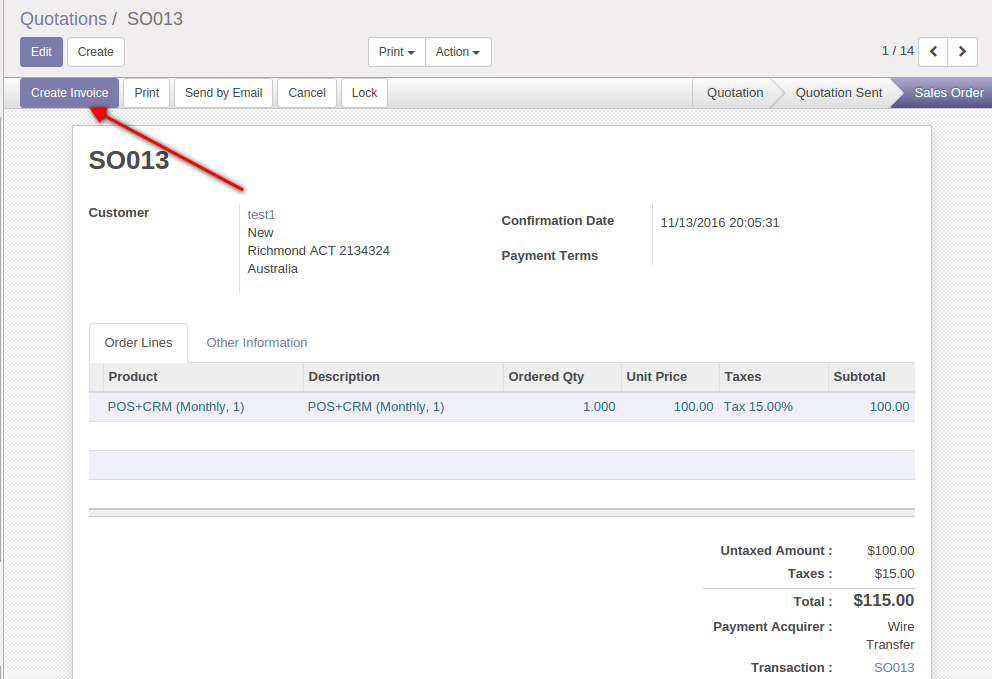 Quotations / SO013
Edit Create Print Action 1 / 14
Create Invoice Print Send by Email Cancel Lock Quotation Quotation Sent Sales Order
SO013
Customer
test1
New
Richmond ACT 2134324
Australia
Confirmation Date 11/13/2016 20:05:31
Payment Terms
Order Lines Other Information
Product Description Ordered Qty Unit Price Taxes Subtotal
POS+CRM (Monthly, 1) POS+CRM (Monthly, 1) 1.000 100.00 Tax 15.00% 100.00
Untaxed Amount : $100.00
Taxes : $15.00
Total : $115.00
Payment Acquirer : Wire
Transfer
Transaction : SO013